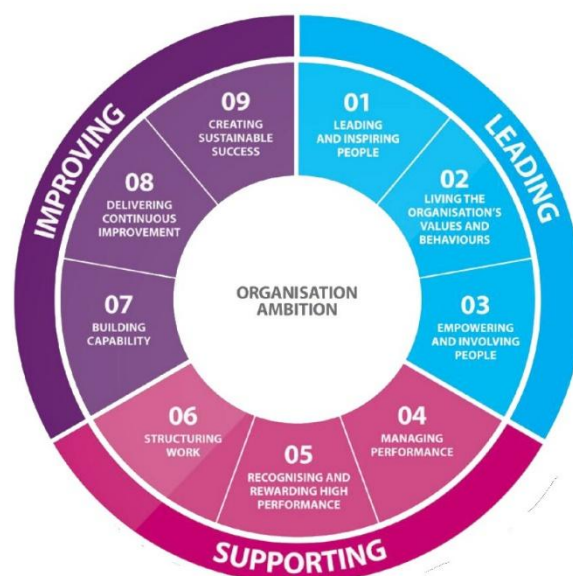 LEADING
01
LEADING
AND INSPIRING
PEOPLE
02
LIVING THE
ORGANISATION'S
VALUES AND
BEHAVIOURS
03
EMPOWERING
AND INVOLVING
PEOPLE
SUPPORTING
04
MANAGING
PERFORMANCE
05
RECOGNISING AND
REWARDING HIGH
PERFORMANCE
06
STRUCTURING
WORK
IMPROVING
07
BUILDING
CAPABILITY
08
DELIVERING
CONTINUOUS
IMPROVEMENT
09
CREATING
SUSTAINABLE
SUCCESS
ORGANISATION
AMBITION